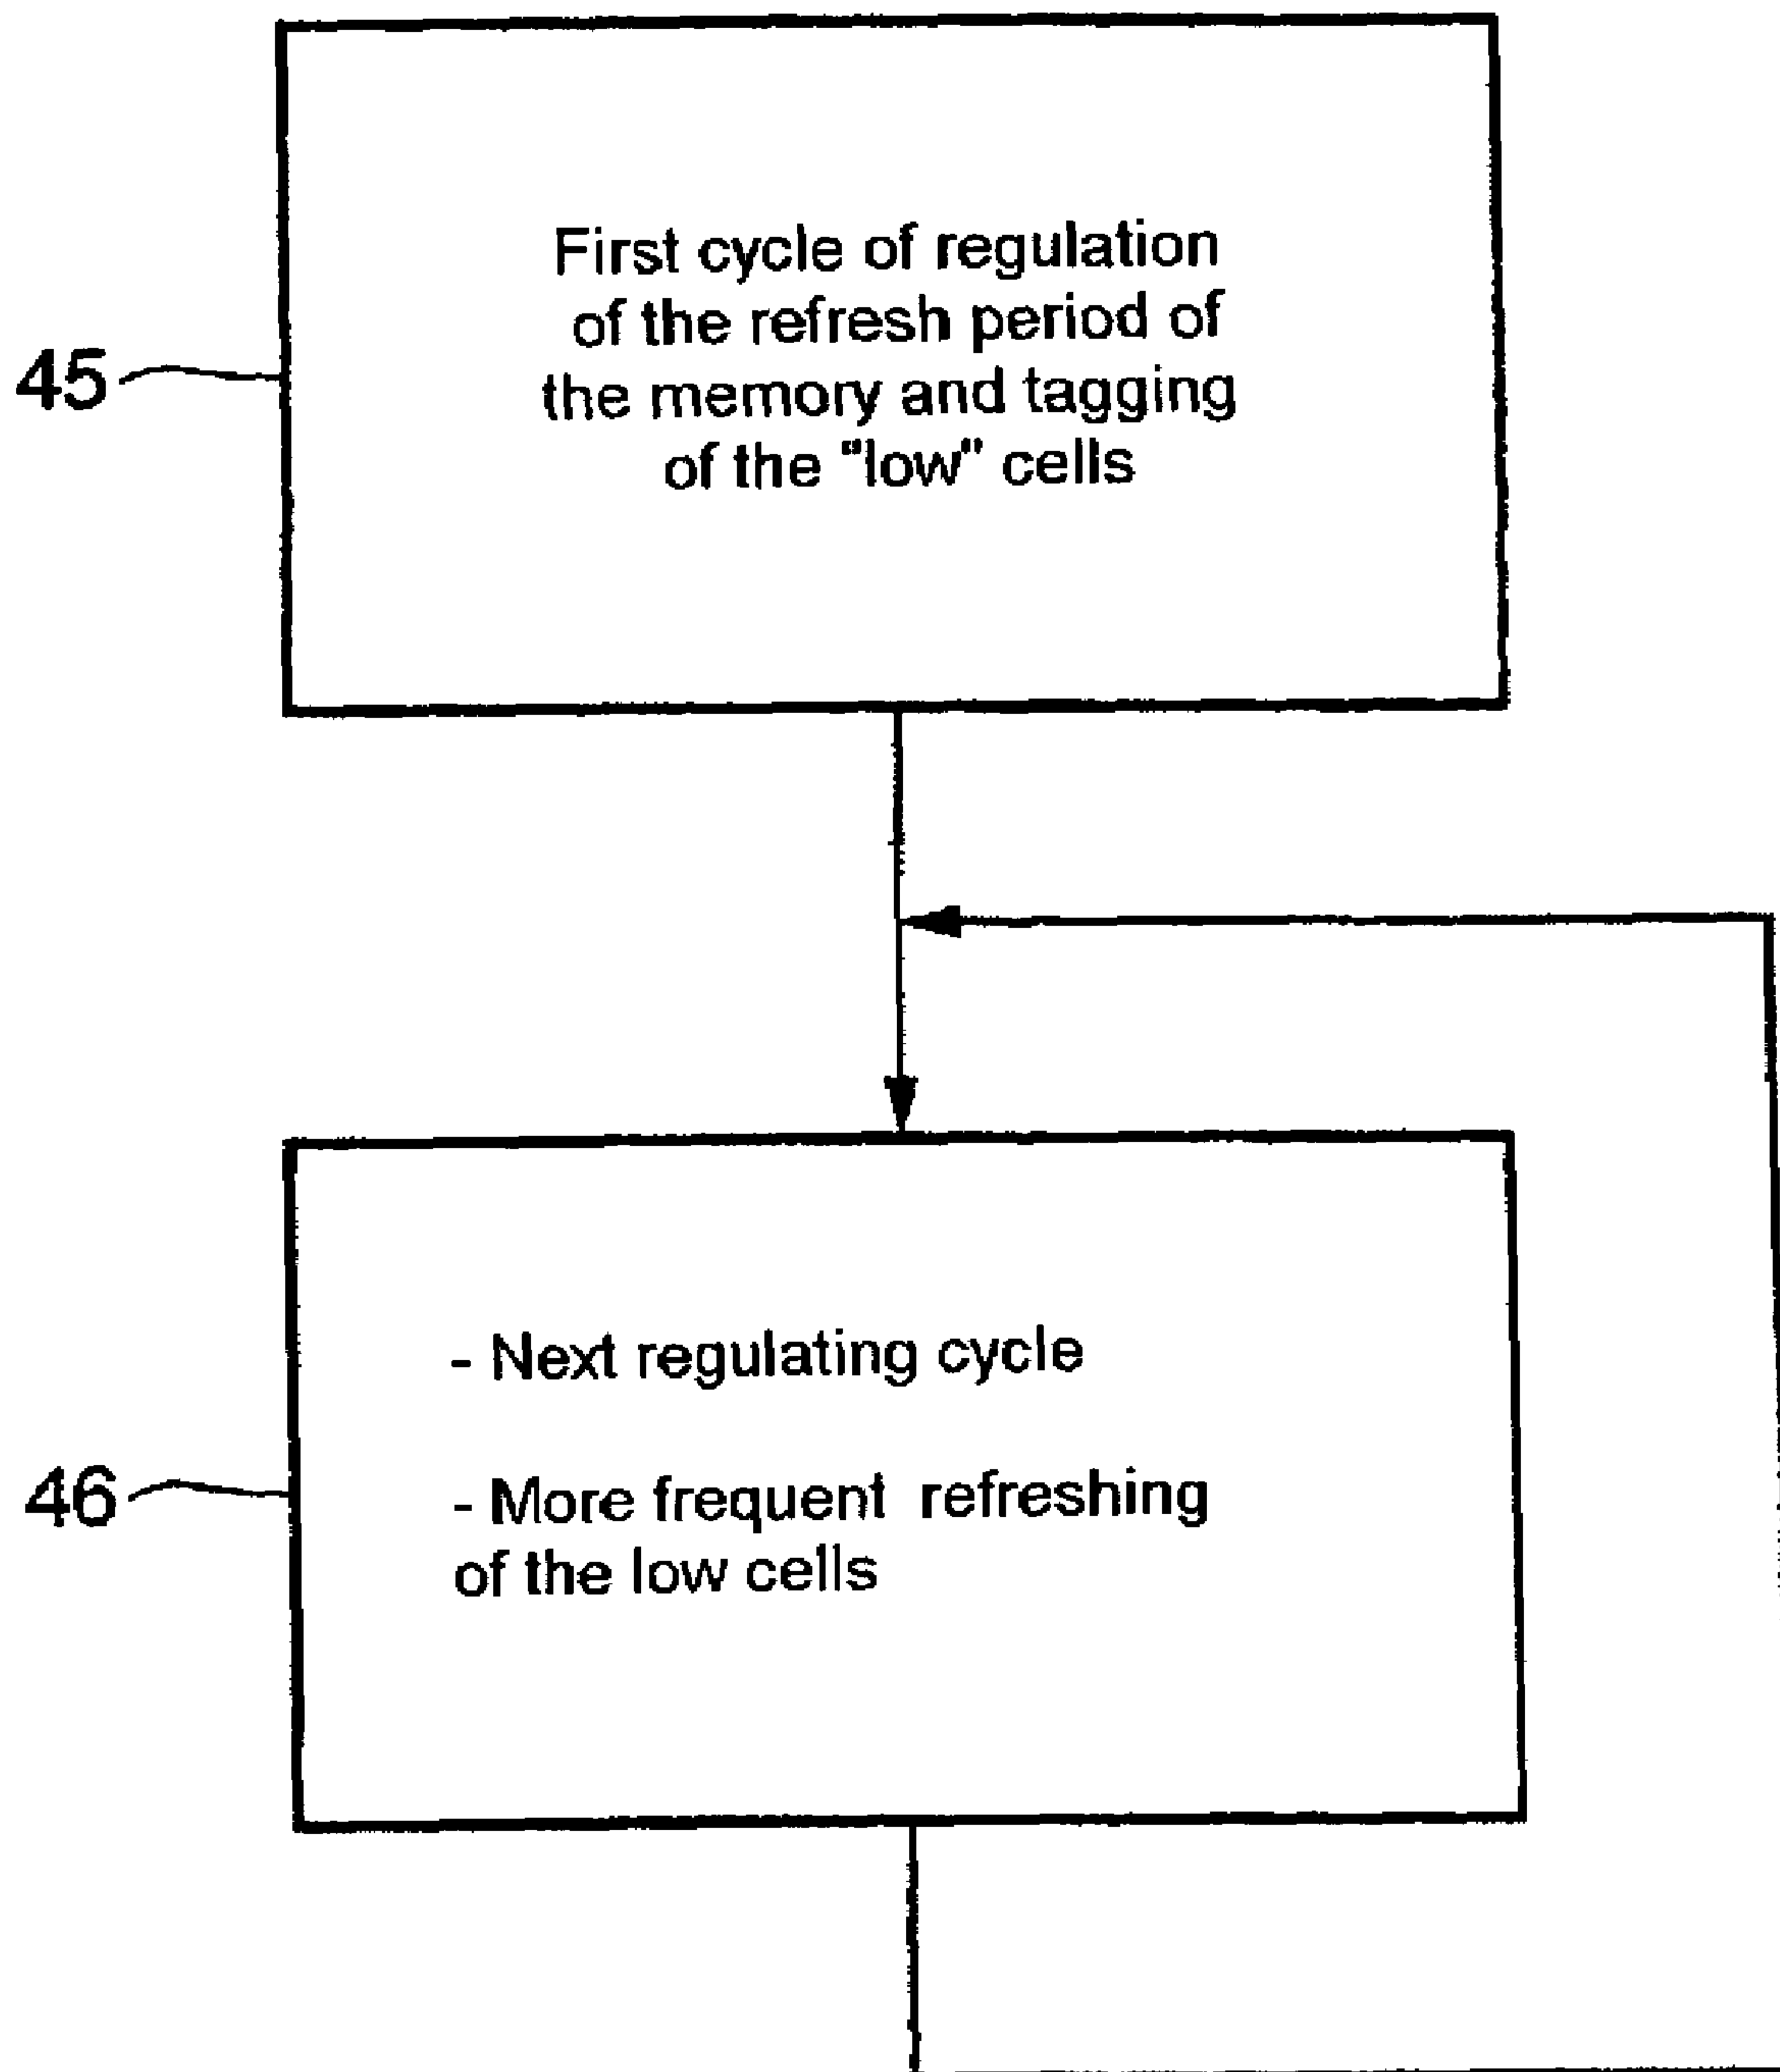 First cycle of regulation
of the refresh period of
the memory and tagging
of the "low" cells
45
- Next regulating cycle
- More frequent refreshing
of the low cells
46